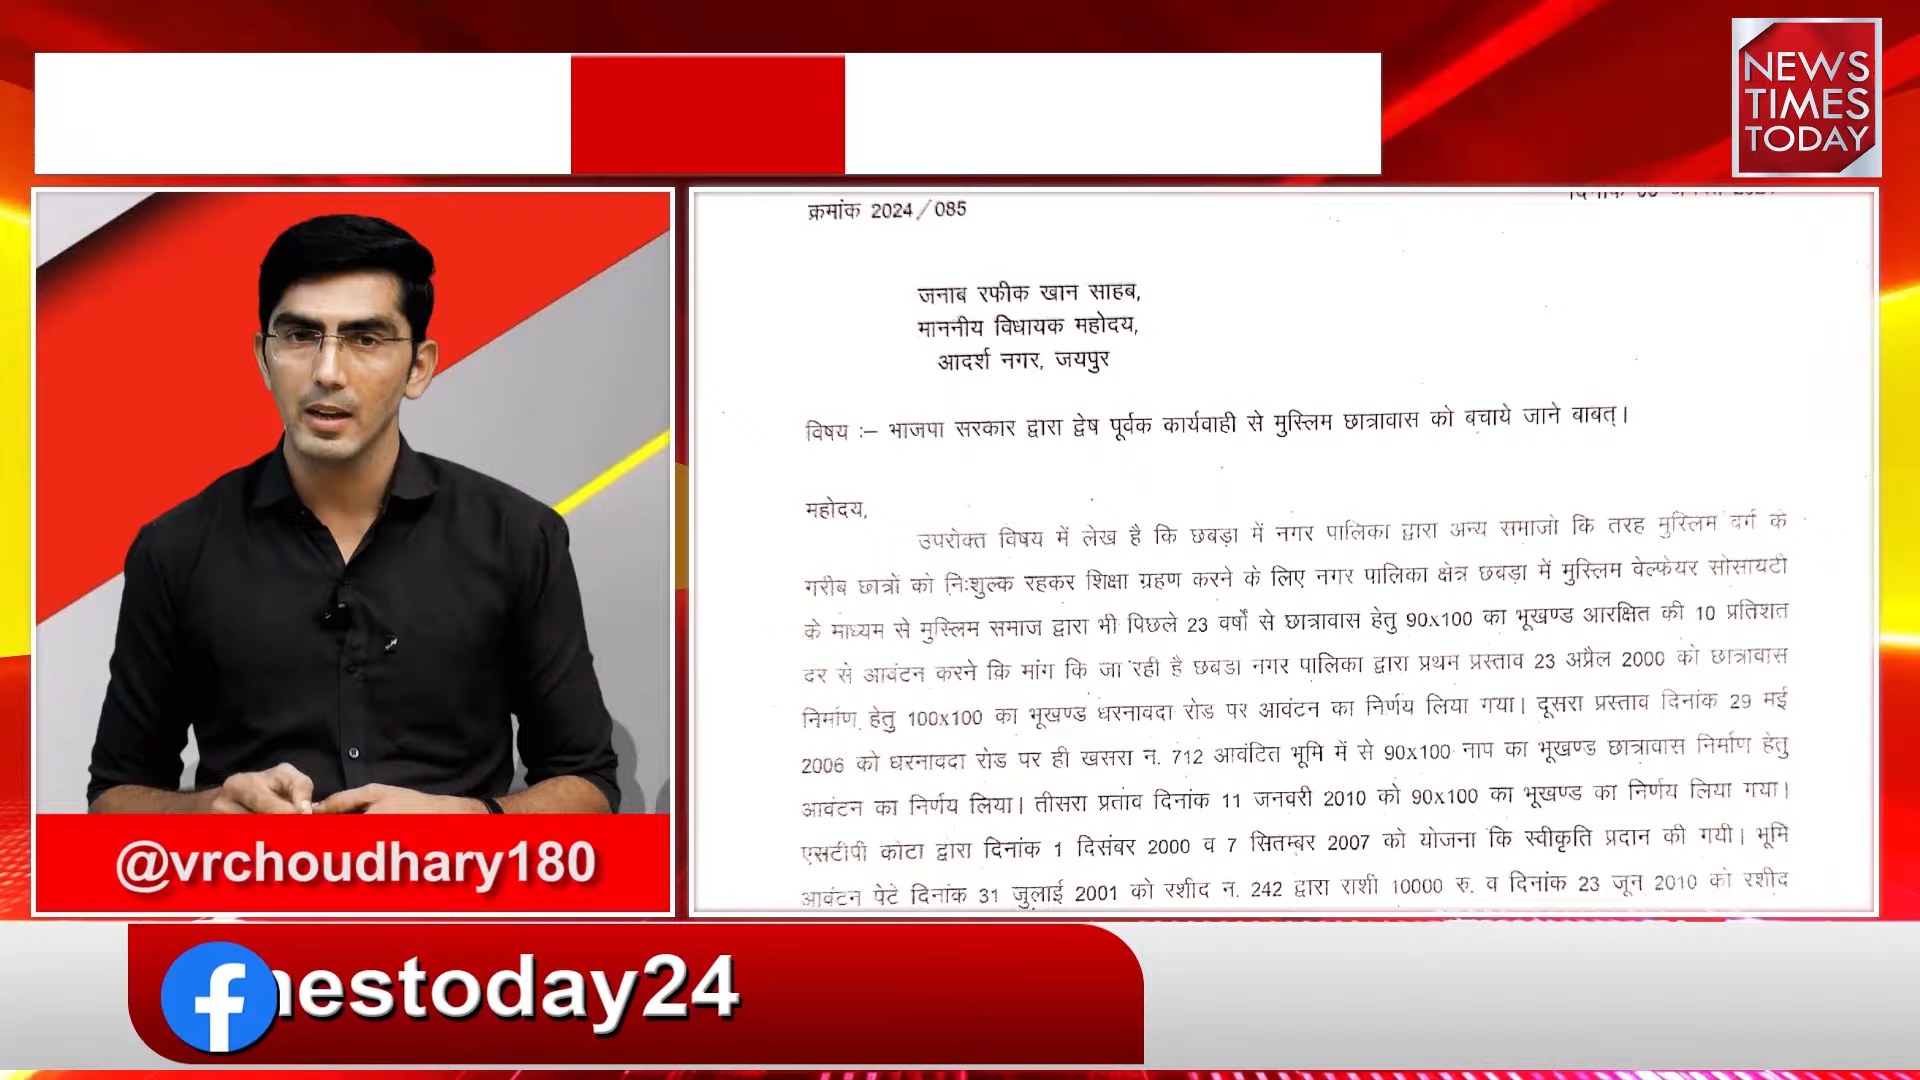 NEWS
TIMES
TODAY
क्रमांक 2024/085
जनाब रफीक खान साहब,
माननीय विधायक महोदय,
आदर्श नगर, जयपुर
विषय :– भाजपा सरकार द्वारा द्वेष पूर्वक कार्यवाही से मुस्लिम छात्रावास को बचाये जाने बाबत्।
महोदय,
उपरोक्त विषय में लेख है कि छबड़ा में नगर पालिका द्वारा अन्य समाजो कि तरह मुस्लिम वर्ग के
गरीब छात्रों को निःशुल्क रहकर शिक्षा ग्रहण करने के लिए नगर पालिका क्षेत्र छबड़ा में मुस्लिम वेल्फेयर सोसायटी
के माध्यम से मुस्लिम समाज द्वारा भी पिछले 23 वर्षो से छात्रावास हेतु 90x100 का भूखण्ड आरक्षित की 10 प्रतिशत
दर से आवंटन करने कि मांग कि जा रही है छबडा नगर पालिका द्वारा प्रथम प्रस्ताव 23 अप्रैल 2000 को छात्रावास
निर्माण हेतु 100x100 का भूखण्ड धरनावदा रोड पर आवंटन का निर्णय लिया गया। दूसरा प्रस्ताव दिनांक 29 मई
2006 को धरनावदा रोड पर ही खसरा न. 712 आवंटित भूमि में से 90x100 नाप का भूखण्ड छात्रावास निर्माण हेतु
आवंटन का निर्णय लिया। तीसरा प्रताव दिनांक 11 जनवरी 2010 को 90x100 का भूखण्ड का निर्णय लिया गया।
एसटीपी कोटा द्वारा दिनांक 1 दिसंबर 2000 व 7 सितम्बर 2007 को योजना कि स्वीकृति प्रदान की गयी। भूमि
आवंटन पेटे दिनांक 31 जुलाई 2001 को रशीद न. 242 द्वारा राशी 10000 रु. व दिनांक 23 जून 2010 को रशीद
@vrchoudhary180
estoday24